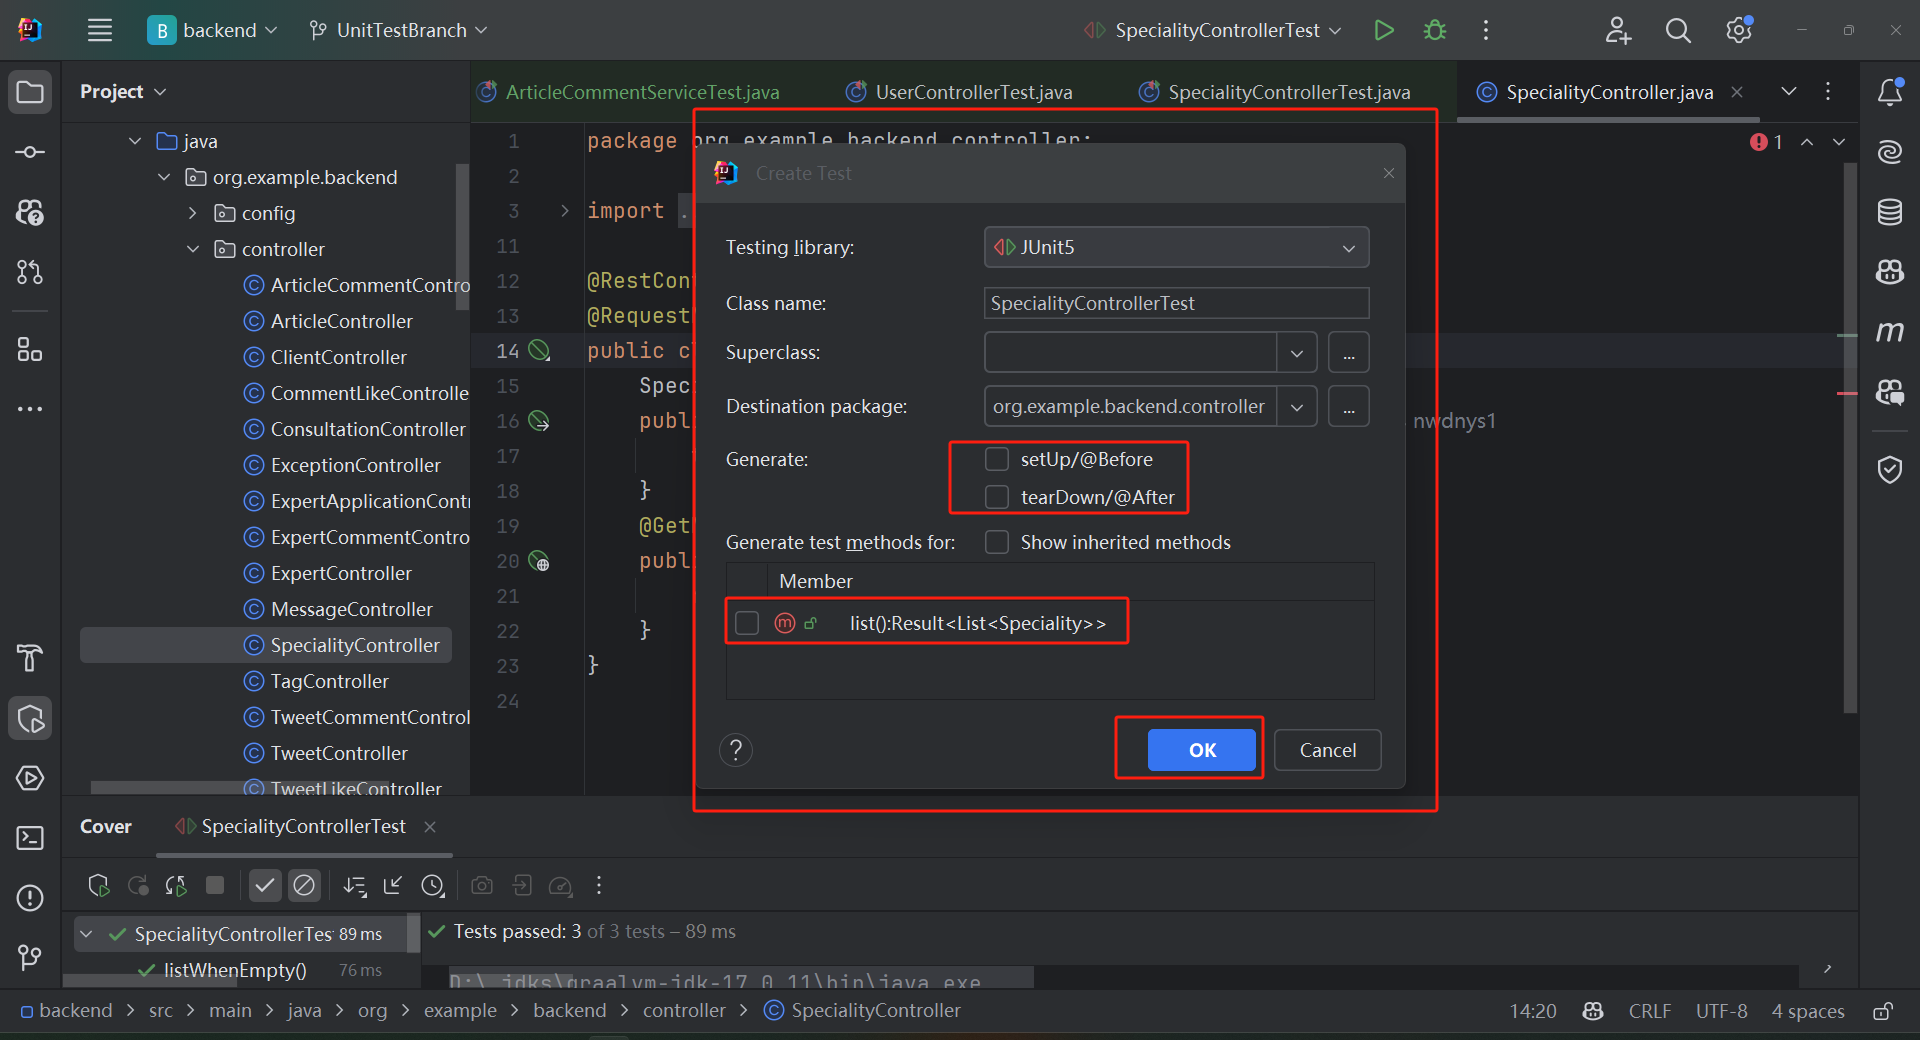 backend
UnitTestBranch
SpecialityControllerTest
Project
ArticleCommentServiceTest.java
UserControllerTest.java
SpecialityControllerTest.java
SpecialityController.java
java
org.example.backend
config
controller
ArticleCommentContro
ArticleController
ClientController
CommentLikeControlle
ConsultationController
ExceptionController
ExpertApplicationContr
ExpertCommentContro
ExpertController
MessageController
SpecialityController
TagController
TweetCommentControl
TweetController
TweetLikeController
1 package org.example.backend.controller;
2
3 import .
11
12 @RestCon
13 @Request
14 public cl
15 Spec
16 publi
nwdnys1
17
18 }
19 @Get
20 publi
21
22 }
23 }
24
1
Create Test
Testing library:
JUnit5
Class name:
SpecialityControllerTest
Superclass:
...
Destination package:
org.example.backend.controller
...
Generate:
setUp/@Before
tearDown/@After
Generate test methods for:
Show inherited methods
Member
list():Result<List<Speciality>>
?
OK
Cancel
Cover
SpecialityControllerTest
SpecialityControllerTes 89 ms
listWhenEmpty() 76 ms
Tests passed: 3 of 3 tests – 89 ms
D:\_jdks\graalvm-jdk-17.0.11\bin\java.exe
backend > src > main > java > org > example > backend > controller > SpecialityController
14:20
CRLF
UTF-8
4 spaces